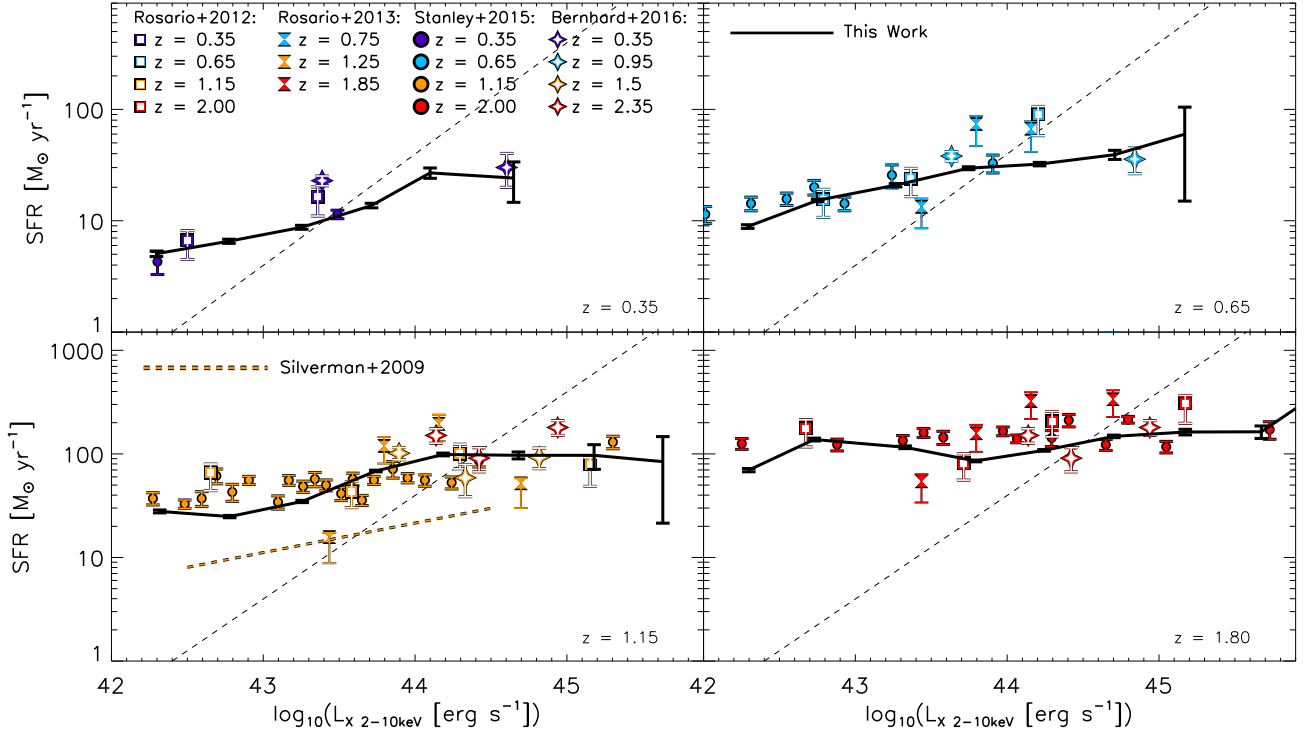 Rosario+2012: Rosario+2013: Stanley+2015: Bernhard+2016:
z = 0.35 z = 0.75 z = 0.35 z = 0.35
z = 0.65 z = 1.25 z = 0.65 z = 0.95
z = 1.15 z = 1.85 z = 1.15 z = 1.5
z = 2.00 z = 2.00 z = 2.35
This Work
100
10
1
SFR [M⊙ yr⁻¹]
z = 0.35
z = 0.65
Silverman+2009
1000
100
10
1
SFR [M⊙ yr⁻¹]
z = 1.15
z = 1.80
42 43 44 45 42 43 44 45
log₁₀(L_X 2−10keV [erg s⁻¹]) log₁₀(L_X 2−10keV [erg s⁻¹])